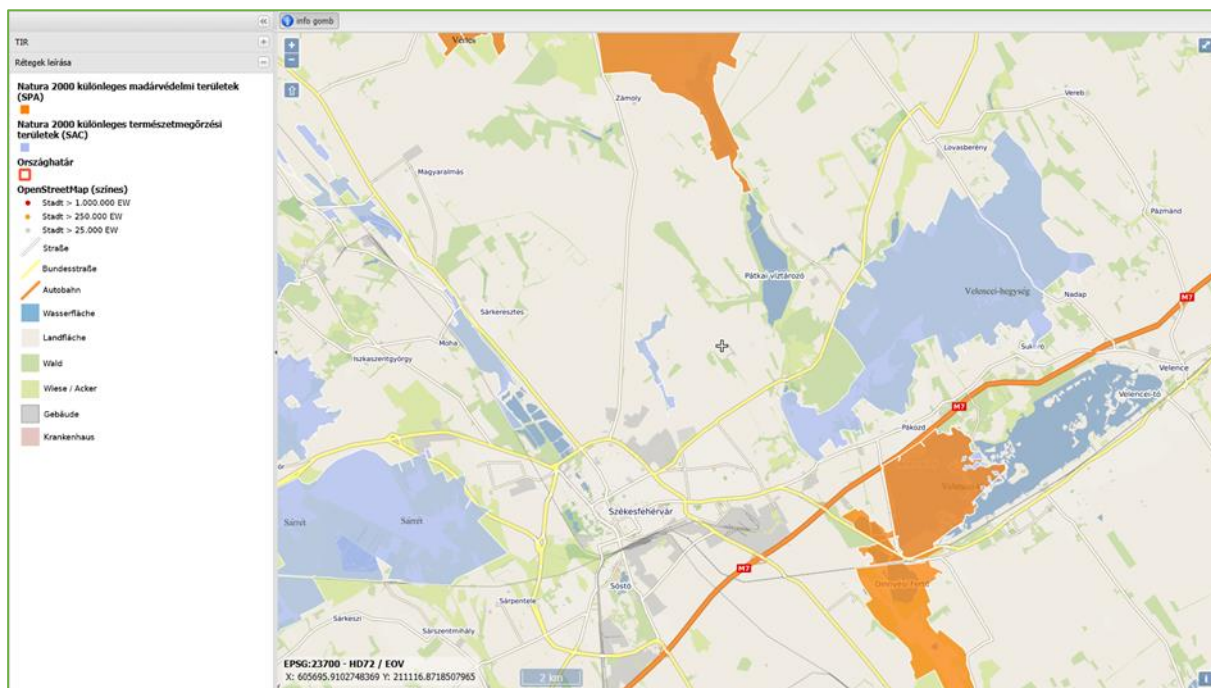 info gomb
TIR
Rétegek leírása
Natura 2000 különleges madárvédelmi területek
(SPA)
Natura 2000 különleges természetmegőrzési
területek (SAC)
Országhatár
OpenStreetMap (színes)
Stadt > 1.000.000 EW
Stadt > 250.000 EW
Stadt > 25.000 EW
Straße
Bundesstraße
Autobahn
Wasserfläche
Landfläche
Wald
Wiese / Acker
Gebäude
Krankenhaus
Vértes
Zámoly
Vereb
Lovasberény
Magyaralmás
Pázmánd
Pátkai víztározó
Velencei-hegység
Nadap
M7
Sárkeresztes
Moha
Iszkaszentgyörgy
Velence
Velencei-tó
M7
Pákozd
Székesfehérvár
Sárrét
Sárrét
M7
Dinnyési Fertő
Sóstó
Sárpentele
Sárkeszi
Sárszentmihály
EPSG:23700 - HD72 / EOV
X: 605695.9102748369 Y: 211116.8718507965
2 km